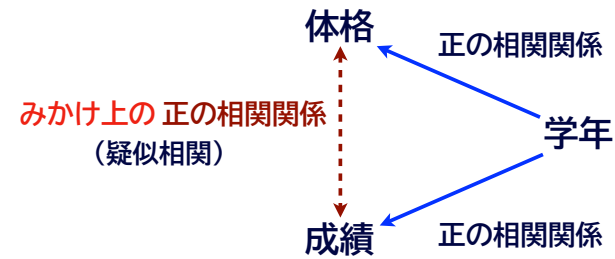 体格
正の相関関係
みかけ上の 正の相関関係
(疑似相関)
学年
成績
正の相関関係